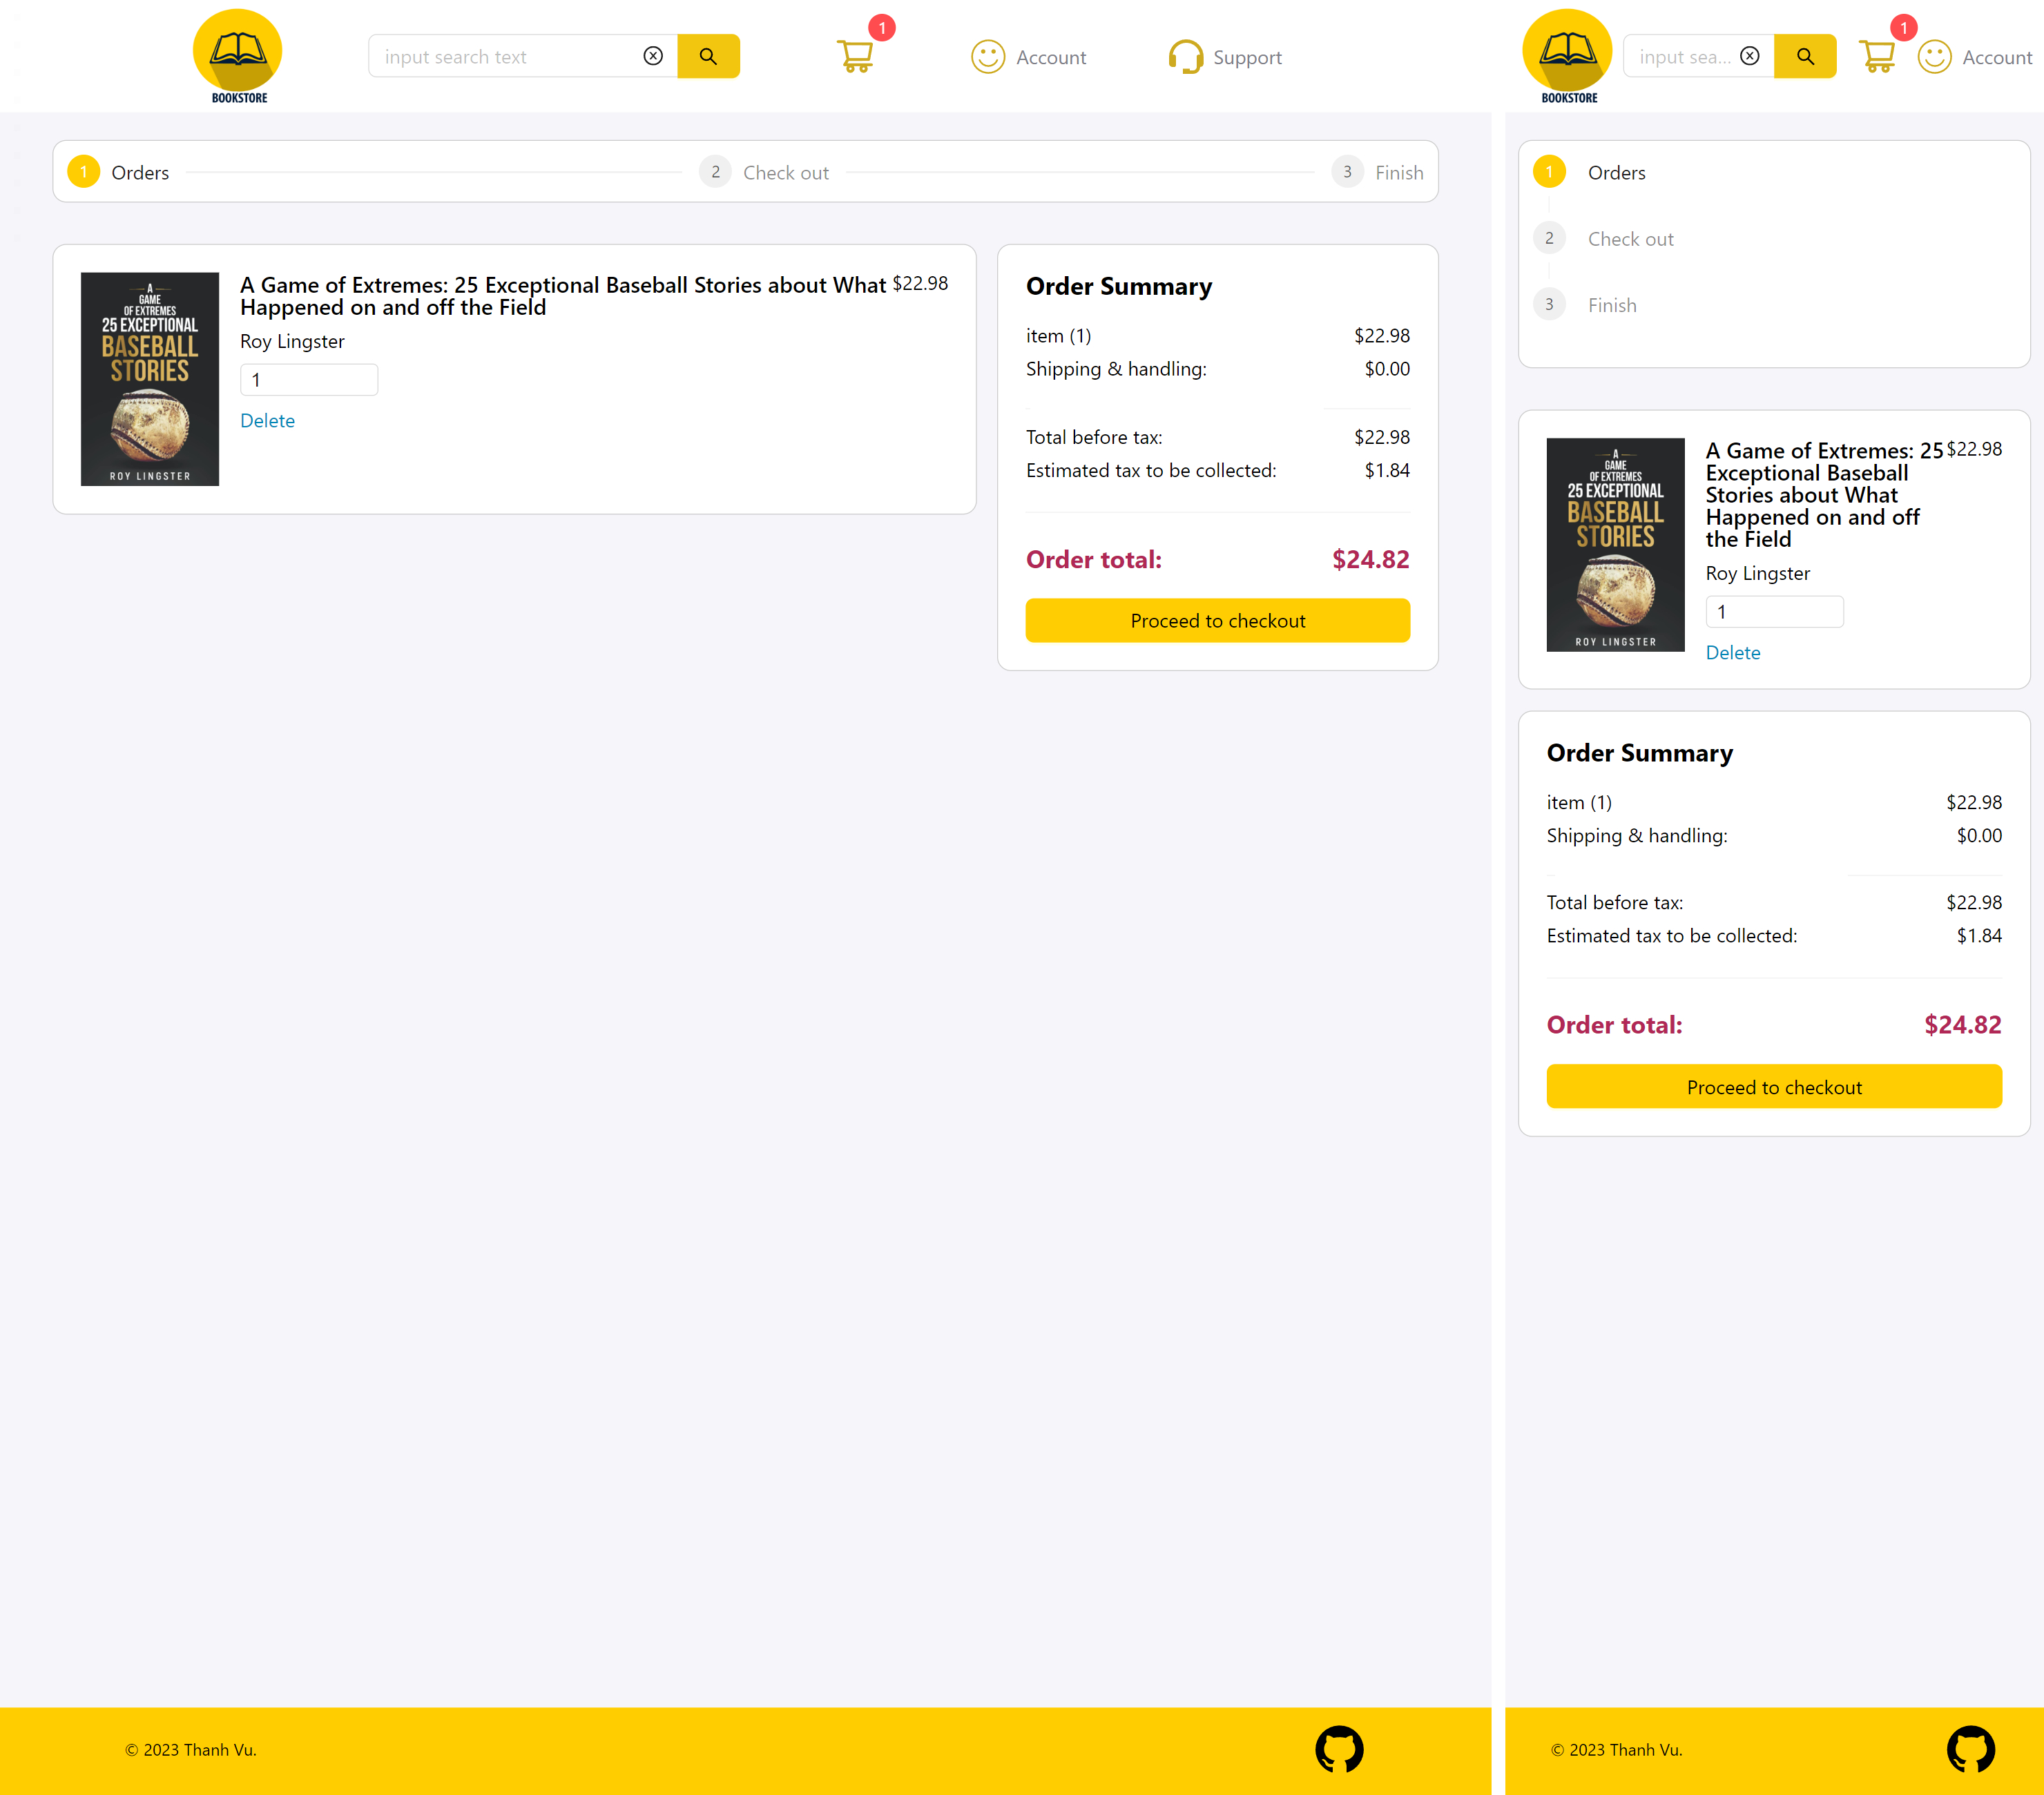 BOOKSTORE
input search text
1
Account
Support
1 Orders
2 Check out
3 Finish
A
GAME
OF EXTREMES
25 EXCEPTIONAL
BASEBALL
STORIES
ROY LINGSTER
A Game of Extremes: 25 Exceptional Baseball Stories about What
Happened on and off the Field
$22.98
Roy Lingster
1
Delete
Order Summary
item (1) $22.98
Shipping & handling: $0.00
Total before tax: $22.98
Estimated tax to be collected: $1.84
Order total: $24.82
Proceed to checkout
© 2023 Thanh Vu.
BOOKSTORE
input sea...
1
Account
1 Orders
2 Check out
3 Finish
A
GAME
OF EXTREMES
25 EXCEPTIONAL
BASEBALL
STORIES
ROY LINGSTER
A Game of Extremes: 25
Exceptional Baseball
Stories about What
Happened on and off
the Field
$22.98
Roy Lingster
1
Delete
Order Summary
item (1) $22.98
Shipping & handling: $0.00
Total before tax: $22.98
Estimated tax to be collected: $1.84
Order total: $24.82
Proceed to checkout
© 2023 Thanh Vu.